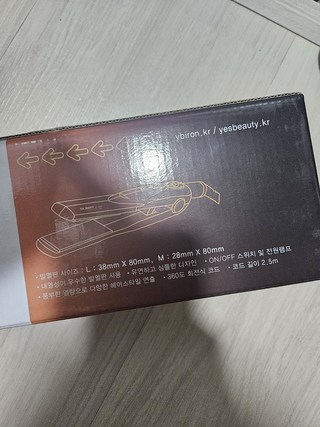 ybiron.kr / yesbeauty.kr
• 발열판 사이즈 : L : 38mm X 80mm, M : 28mm X 80mm
• 내열성이 우수한 발열판 사용 • 유연하고 심플한 디자인 • ON/OFF 스위치 및 전원램프
• 풍부한 열량으로 다양한 헤어스타일 연출 • 360도 회전식 코드 • 코드 길이 2.5m